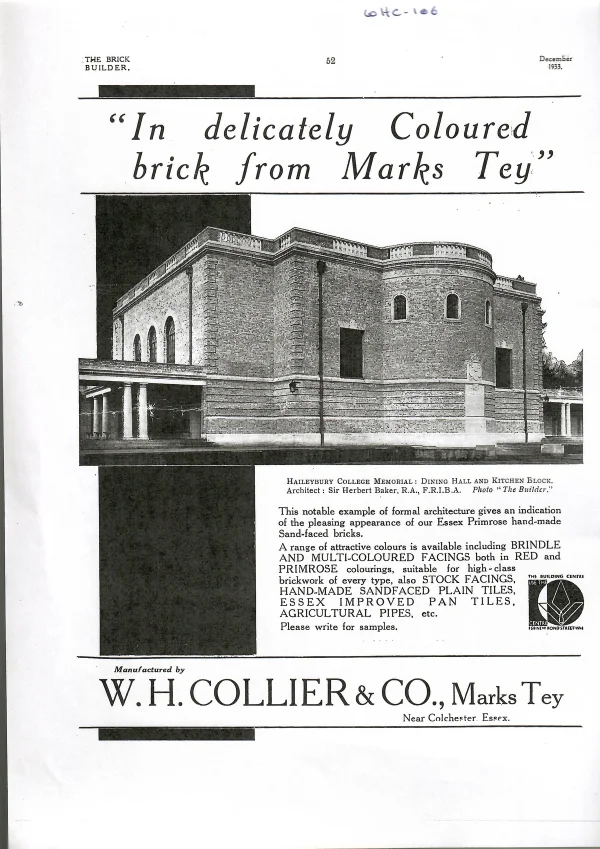 WHC-106
THE BRICK
BUILDER.
52
December
1933.
"In delicately Coloured
brick from Marks Tey"
HAILEYBURY COLLEGE MEMORIAL: DINING HALL AND KITCHEN BLOCK.
Architect: Sir Herbert Baker, R.A., F.R.I.B.A. Photo "The Builder."
This notable example of formal architecture gives an indication
of the pleasing appearance of our Essex Primrose hand-made
Sand-faced bricks.
A range of attractive colours is available including BRINDLE
AND MULTI-COLOURED FACINGS both in RED and
PRIMROSE colourings, suitable for high-class
brickwork of every type, also STOCK FACINGS,
HAND-MADE SANDFACED PLAIN TILES,
ESSEX IMPROVED PAN TILES,
AGRICULTURAL PIPES, etc.
Please write for samples.
THE BUILDING CENTRE
USE THE
CENTRE
Manufactured by
W. H. COLLIER & CO., Marks Tey
Near Colchester, Essex.